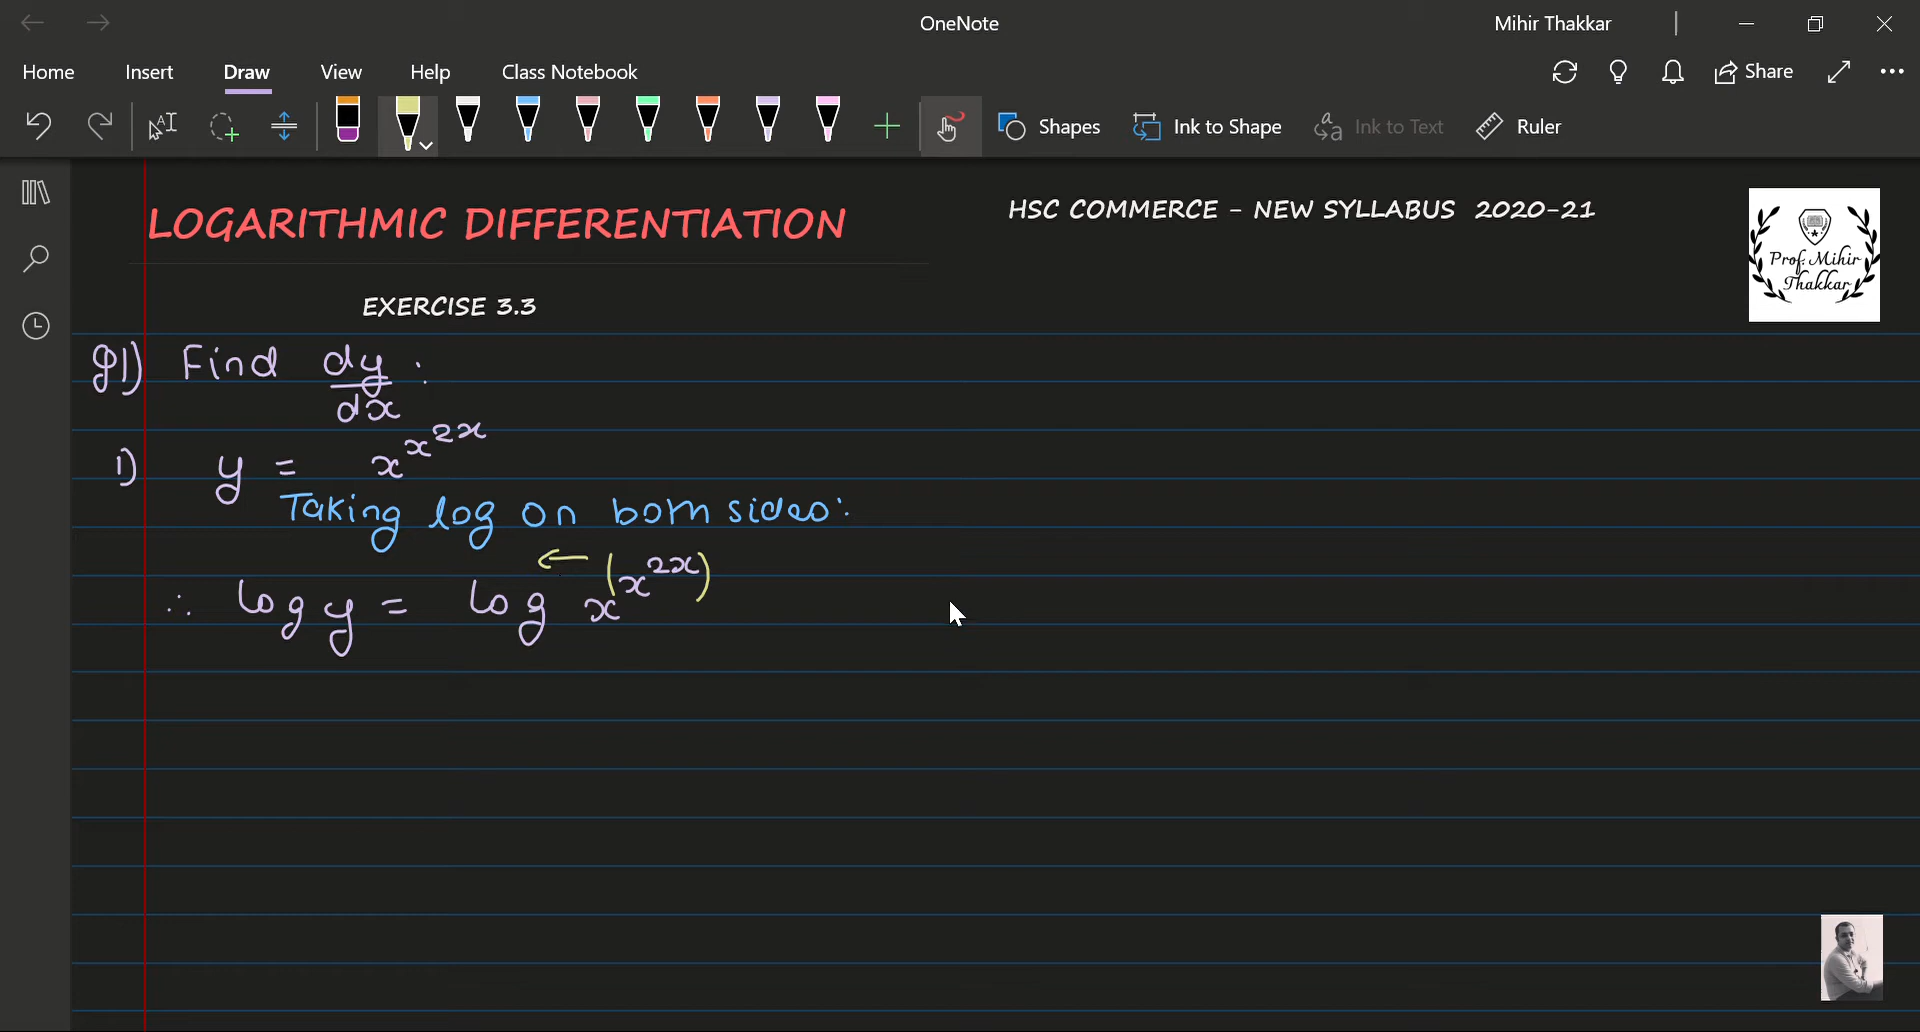 OneNote
Mihir Thakkar
Home Insert Draw View Help Class Notebook Share
Shapes Ink to Shape Ink to Text Ruler
LOGARITHMIC DIFFERENTIATION
HSC COMMERCE - NEW SYLLABUS 2020-21
Prof. Mihir
Thakkar
EXERCISE 3.3
Q1) Find dy/dx :
1) y = x^x^2x
Taking log on both sides:
∴ log y = log x^(x^2x) ←